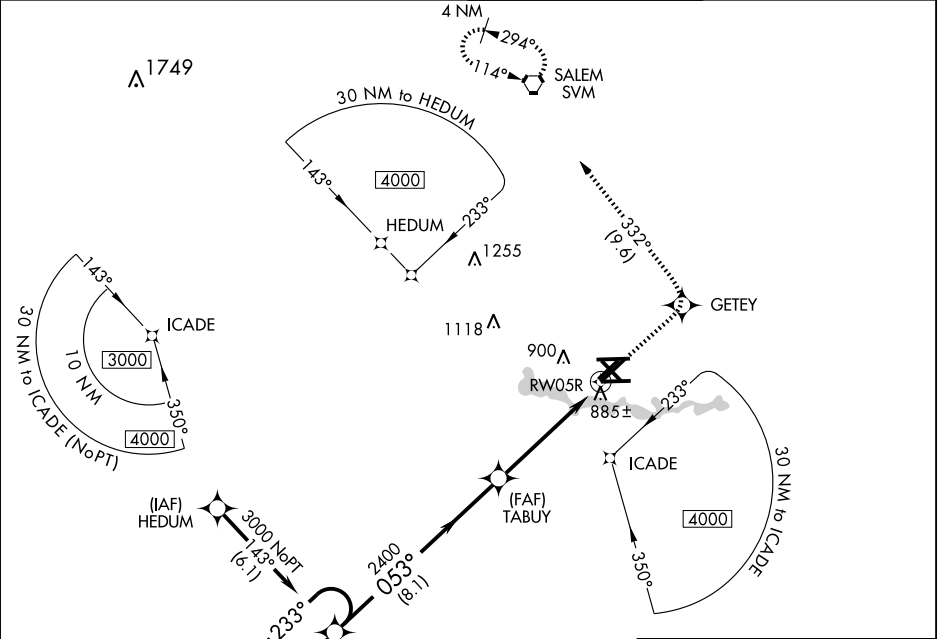 4 NM
294°
114°
SALEM
SVM
1749
30 NM to HEDUM
143°
4000
233°
HEDUM
1255
332°
(9.6)
GETEY
143°
ICADE
3000
10 NM
30 NM to ICADE (NoPT)
350°
4000
1118
900
RW05R
885±
233°
ICADE
30 NM to ICADE
4000
350°
(FAF)
TABUY
(IAF)
HEDUM
3000 NoPT
143°
(6.1)
2400
053°
(8.1)
233°